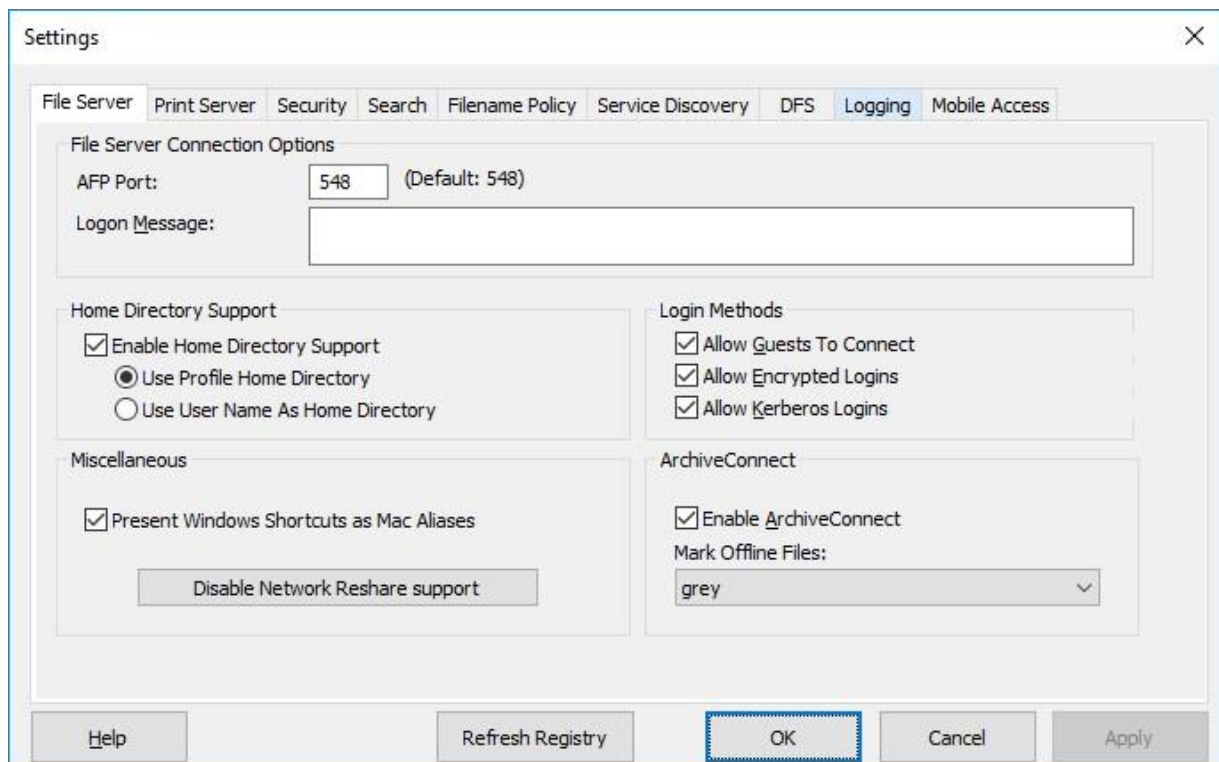 Settings
File Server Print Server Security Search Filename Policy Service Discovery DFS Logging Mobile Access
File Server Connection Options
AFP Port: 548 (Default: 548)
Logon Message:
Home Directory Support
Enable Home Directory Support
Use Profile Home Directory
Use User Name As Home Directory
Login Methods
Allow Guests To Connect
Allow Encrypted Logins
Allow Kerberos Logins
Miscellaneous
Present Windows Shortcuts as Mac Aliases
Disable Network Reshare support
ArchiveConnect
Enable ArchiveConnect
Mark Offline Files:
grey
Help Refresh Registry OK Cancel Apply